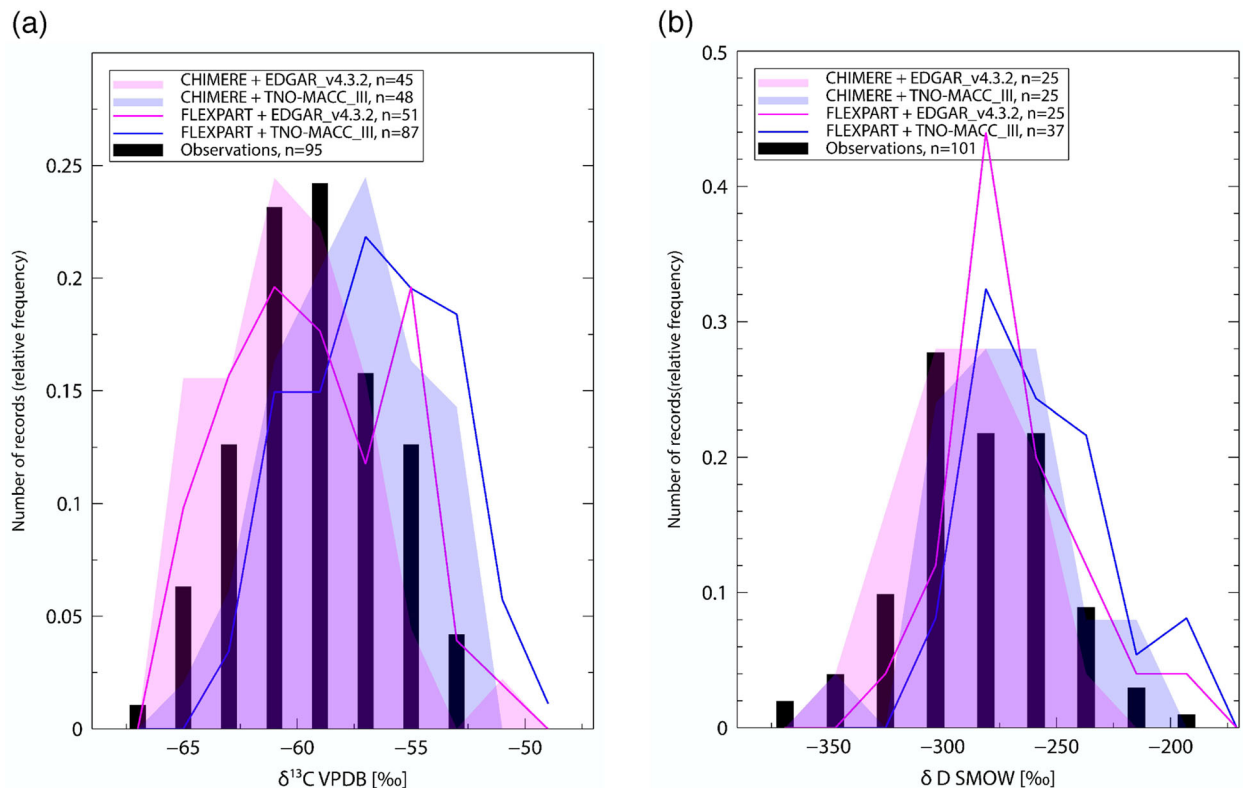 (a)
CHIMERE + EDGAR_v4.3.2, n=45
CHIMERE + TNO-MACC_III, n=48
FLEXPART + EDGAR_v4.3.2, n=51
FLEXPART + TNO-MACC_III, n=87
Observations, n=95
0.25
0.2
0.15
0.1
0.05
0
Number of records (relative frequency)
−65
−60
−55
−50
δ¹³C VPDB [‰]
(b)
CHIMERE + EDGAR_v4.3.2, n=25
CHIMERE + TNO-MACC_III, n=25
FLEXPART + EDGAR_v4.3.2, n=25
FLEXPART + TNO-MACC_III, n=37
Observations, n=101
0.5
0.4
0.3
0.2
0.1
0
Number of records(relative frequency)
−350
−300
−250
−200
δ D SMOW [‰]